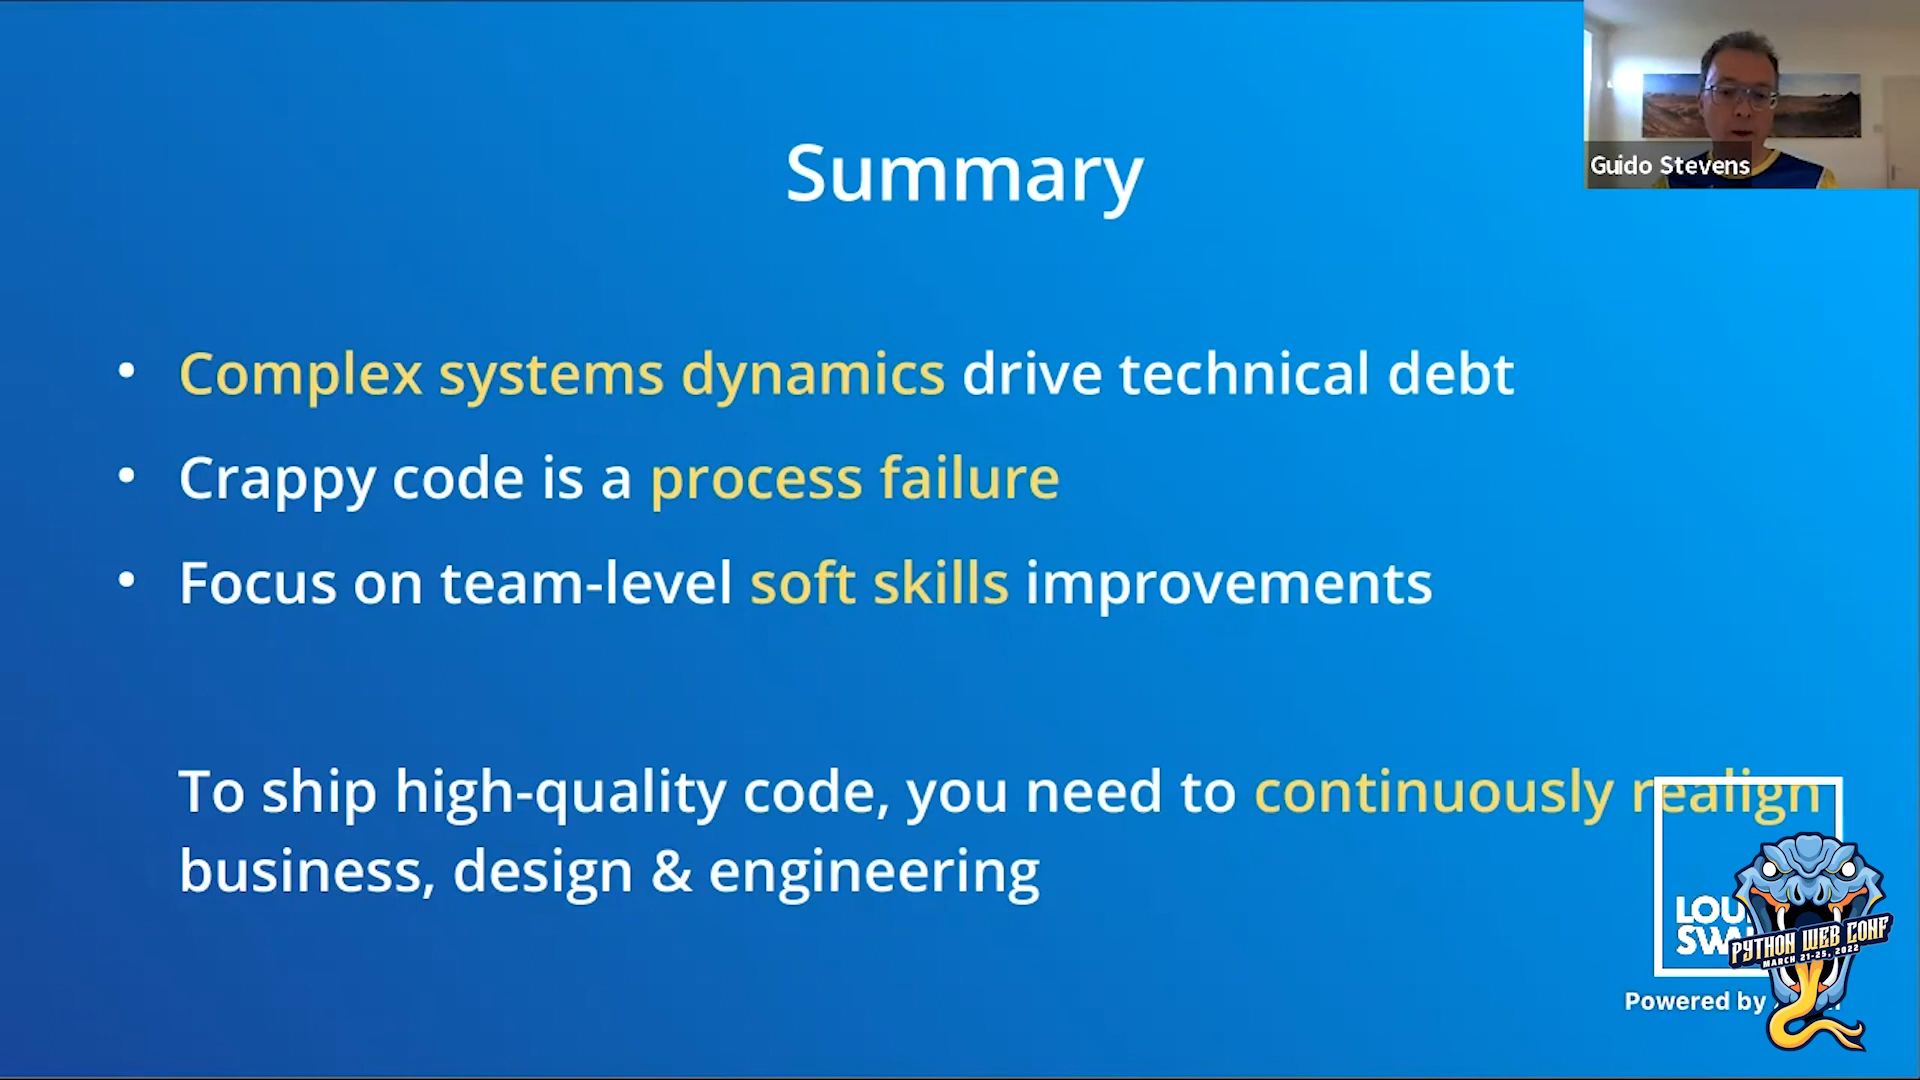 Guido Stevens
Summary
• Complex systems dynamics drive technical debt
• Crappy code is a process failure
• Focus on team-level soft skills improvements
To ship high-quality code, you need to continuously realign
business, design & engineering
PYTHON WEB CONF
MARCH 21-25, 2022
Powered by